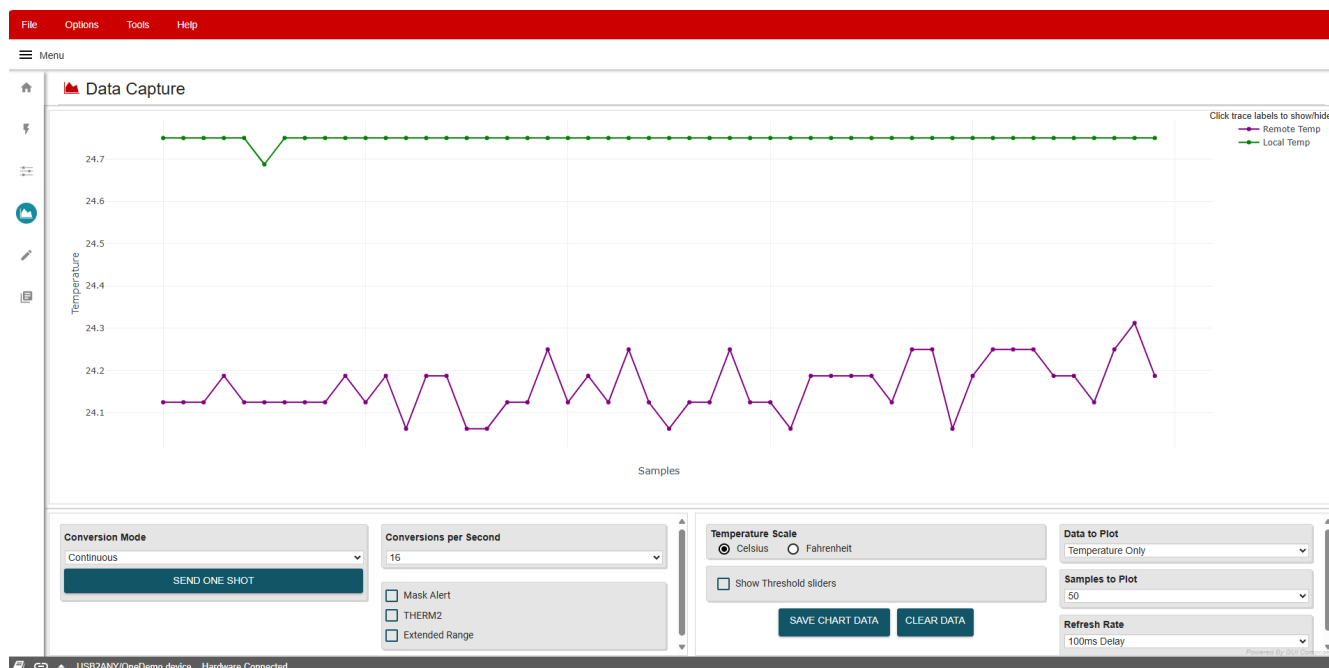 File Options Tools Help
Menu
Data Capture
Click trace labels to show/hide
Remote Temp
Local Temp
24.7
24.6
24.5
24.4
24.3
24.2
24.1
Temperature
Samples
Conversion Mode
Continuous
SEND ONE SHOT
Conversions per Second
16
Mask Alert
THERM2
Extended Range
Temperature Scale
Celsius Fahrenheit
Show Threshold sliders
SAVE CHART DATA CLEAR DATA
Data to Plot
Temperature Only
Samples to Plot
50
Refresh Rate
100ms Delay
Powered By GUI
USB2ANY/OneDemo device Hardware Connected